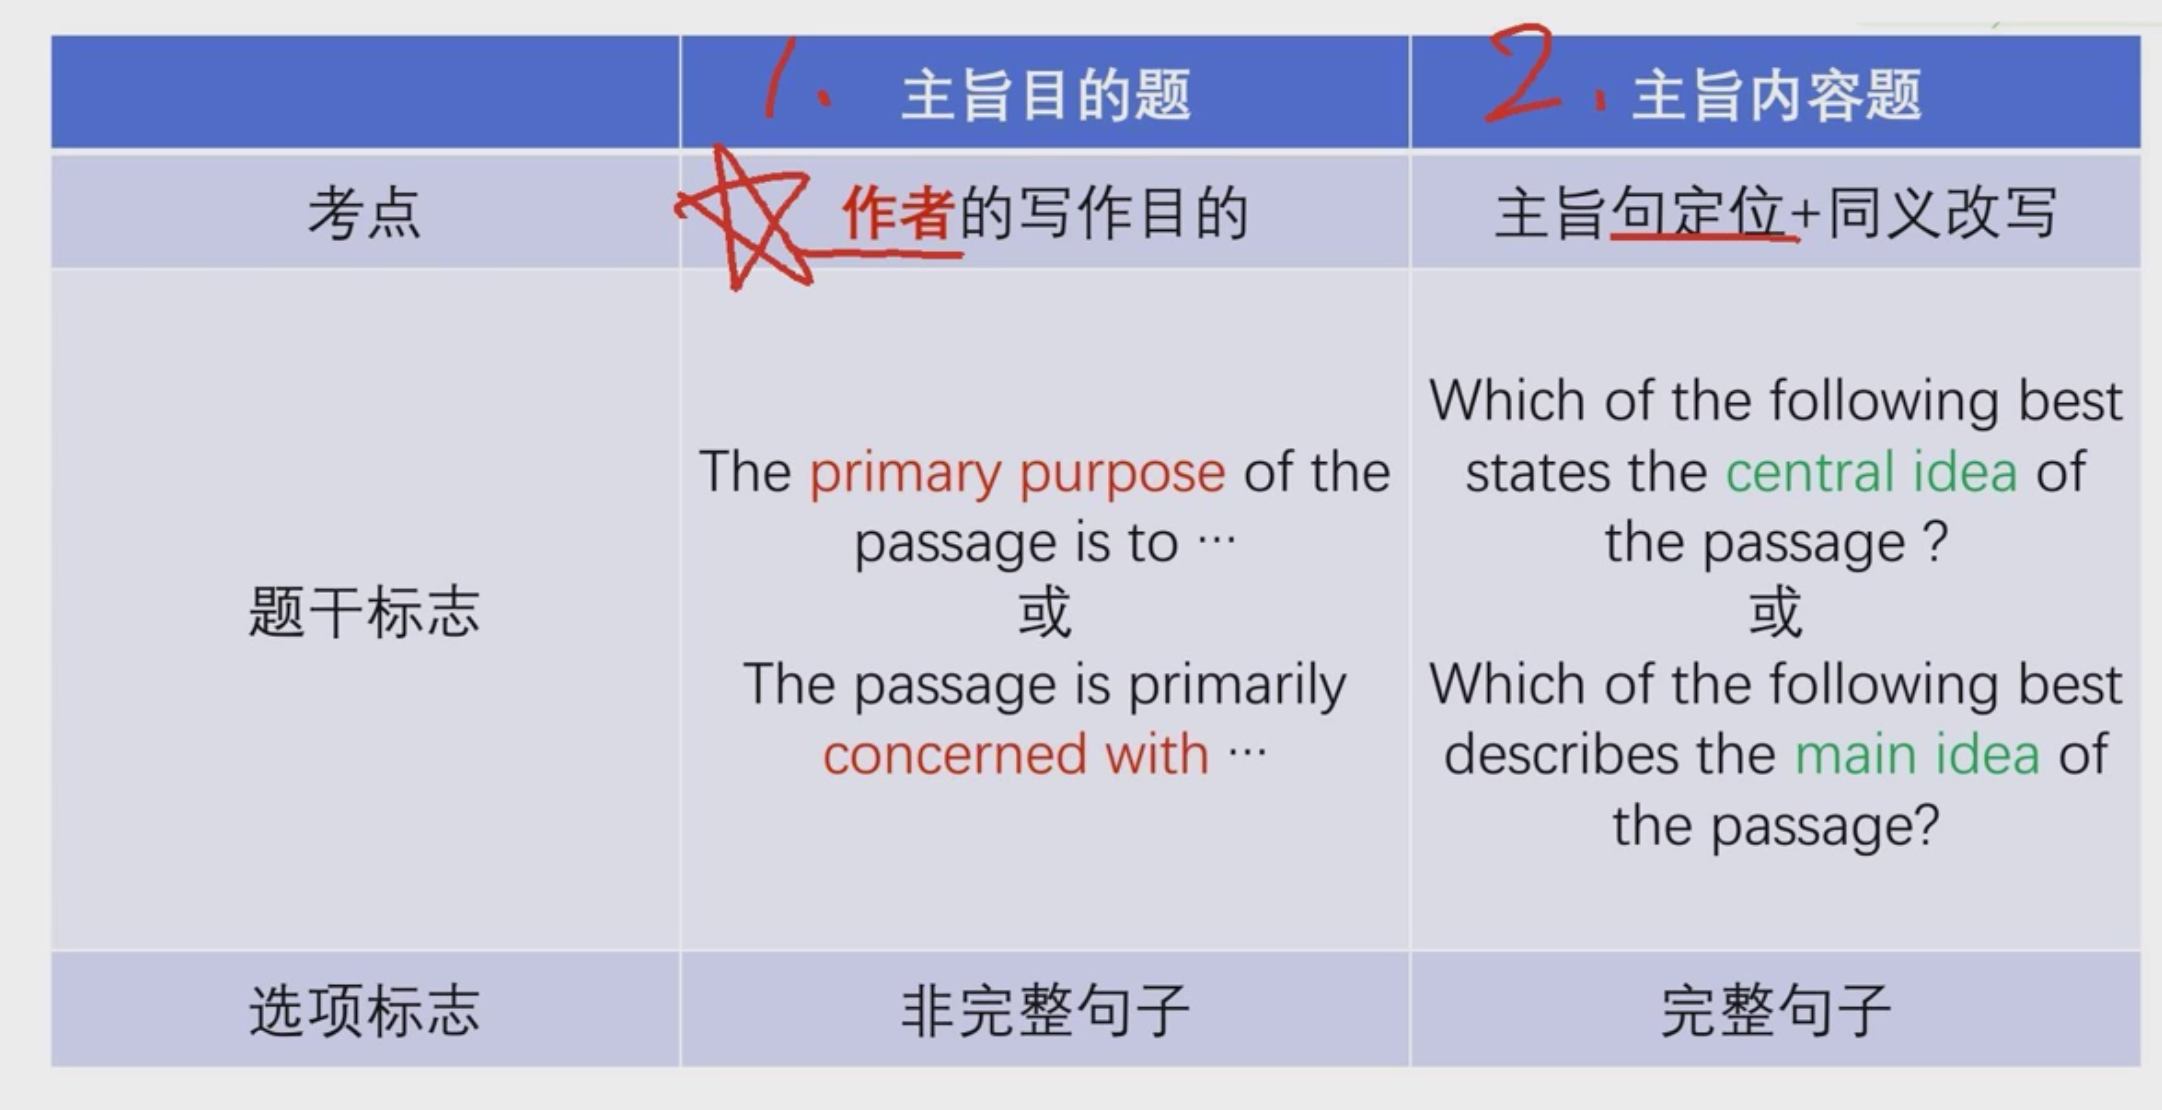 1. 主旨目的题
2. 主旨内容题
考点
作者的写作目的
主旨句定位+同义改写
题干标志
The primary purpose of the
passage is to ···
或
The passage is primarily
concerned with ···
Which of the following best
states the central idea of
the passage ?
或
Which of the following best
describes the main idea of
the passage?
选项标志
非完整句子
完整句子